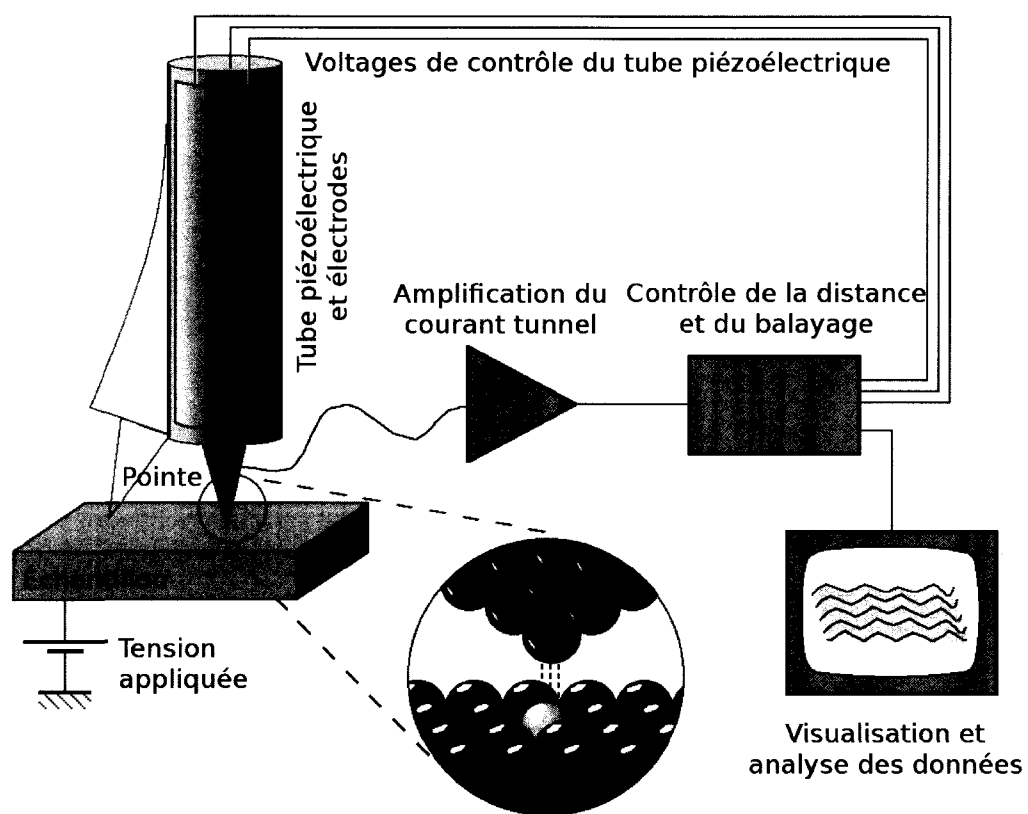 Voltages de contrôle du tube piézoélectrique
Tube piézoélectrique
et électrodes
Amplification du
courant tunnel
Contrôle de la distance
et du balayage
Pointe
Échantillon
Tension
appliquée
Visualisation et
analyse des données